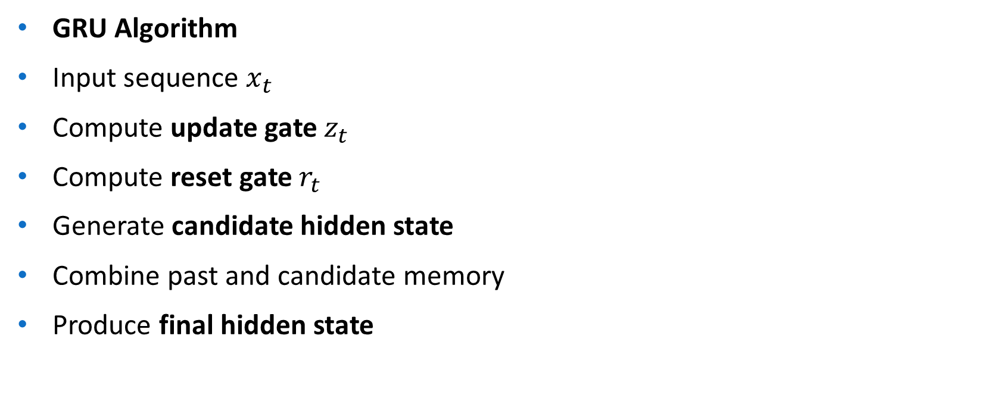 • GRU Algorithm
• Input sequence $x_t$
• Compute update gate $z_t$
• Compute reset gate $r_t$
• Generate candidate hidden state
• Combine past and candidate memory
• Produce final hidden state